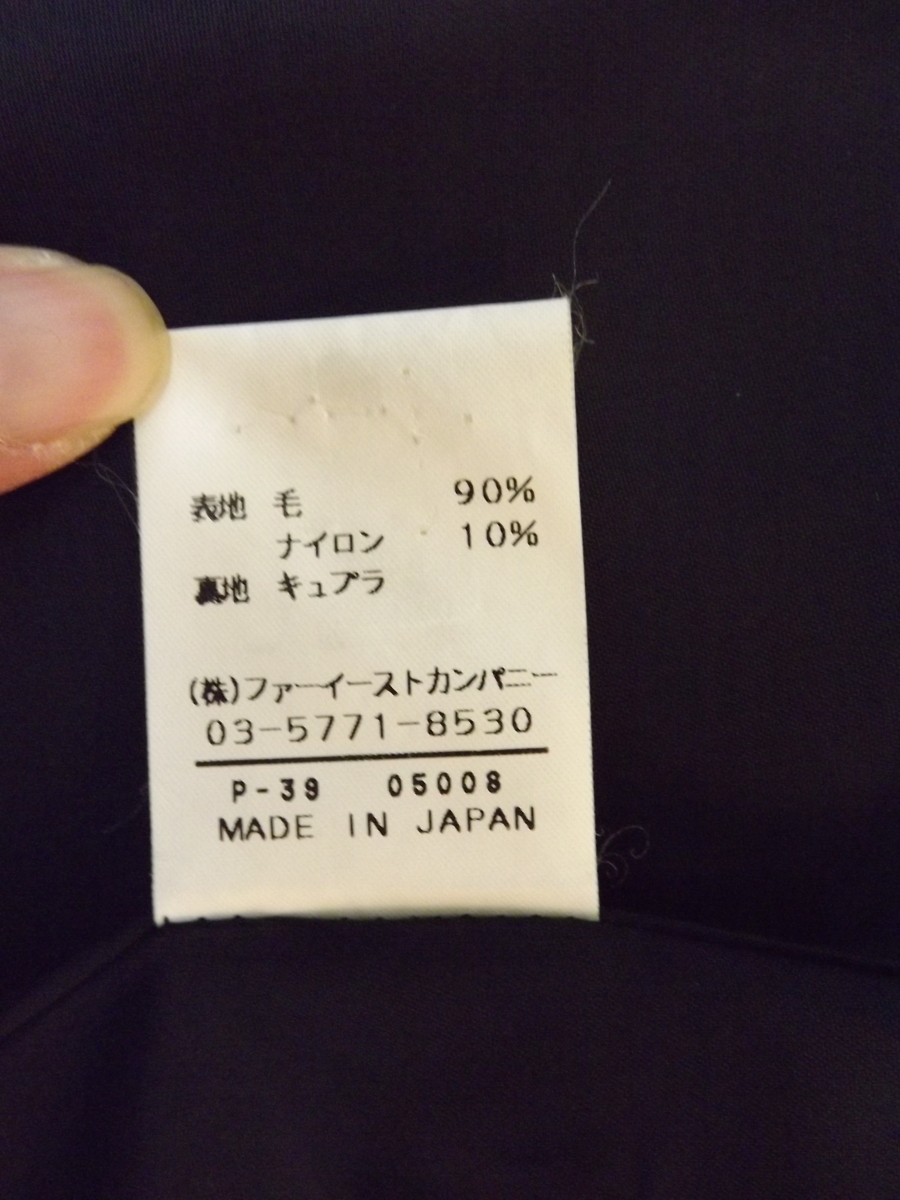 表地 毛 90%
ナイロン 10%
裏地 キュプラ
(株)ファーイーストカンパニー
03-5771-8530
P-39 05008
MADE IN JAPAN